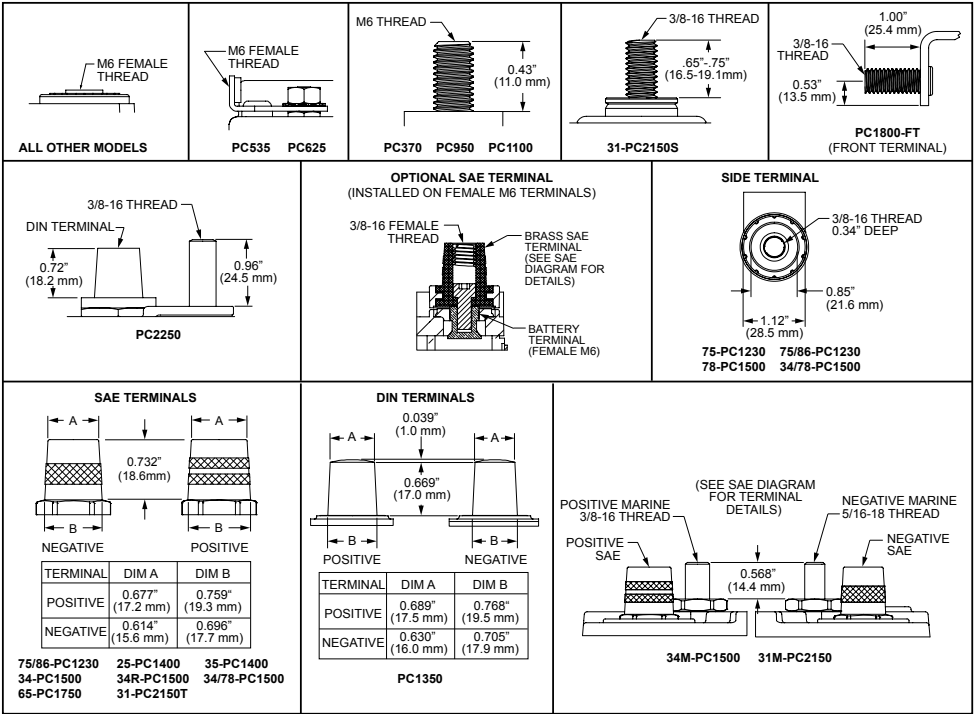 M6 FEMALE
THREAD
ALL OTHER MODELS
M6 FEMALE
THREAD
PC535 PC625
M6 THREAD
0.43”
(11.0 mm)
PC370 PC950 PC1100
3/8-16 THREAD
.65”-.75”
(16.5-19.1mm)
31-PC2150S
1.00”
(25.4 mm)
3/8-16
THREAD
0.53”
(13.5 mm)
PC1800-FT
(FRONT TERMINAL)
3/8-16 THREAD
DIN TERMINAL
0.72”
(18.2 mm)
0.96”
(24.5 mm)
PC2250
OPTIONAL SAE TERMINAL
(INSTALLED ON FEMALE M6 TERMINALS)
3/8-16 FEMALE
THREAD
BRASS SAE
TERMINAL
(SEE SAE
DIAGRAM FOR
DETAILS)
BATTERY
TERMINAL
(FEMALE M6)
SIDE TERMINAL
3/8-16 THREAD
0.34” DEEP
0.85”
(21.6 mm)
1.12”
(28.5 mm)
75-PC1230 75/86-PC1230
78-PC1500 34/78-PC1500
SAE TERMINALS
A A
0.732”
(18.6mm)
B B
NEGATIVE POSITIVE
TERMINAL DIM A DIM B
POSITIVE 0.677” (17.2 mm) 0.759“ (19.3 mm)
NEGATIVE 0.614” (15.6 mm) 0.696” (17.7 mm)
75/86-PC1230 25-PC1400 35-PC1400
34-PC1500 34R-PC1500 34/78-PC1500
65-PC1750 31-PC2150T
DIN TERMINALS
0.039”
(1.0 mm)
A A
0.669”
(17.0 mm)
B B
POSITIVE NEGATIVE
TERMINAL DIM A DIM B
POSITIVE 0.689” (17.5 mm) 0.768“ (19.5 mm)
NEGATIVE 0.630” (16.0 mm) 0.705” (17.9 mm)
PC1350
(SEE SAE DIAGRAM
FOR TERMINAL
DETAILS)
POSITIVE MARINE
3/8-16 THREAD
NEGATIVE MARINE
5/16-18 THREAD
POSITIVE
SAE
NEGATIVE
SAE
0.568”
(14.4 mm)
34M-PC1500 31M-PC2150